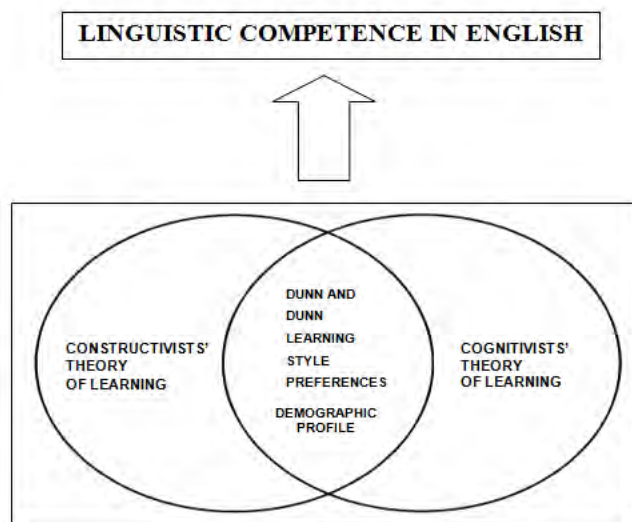 LINGUISTIC COMPETENCE IN ENGLISH
CONSTRUCTIVISTS'
THEORY
OF LEARNING
DUNN AND
DUNN
LEARNING
STYLE
PREFERENCES
DEMOGRAPHIC
PROFILE
COGNITIVISTS'
THEORY
OF LEARNING